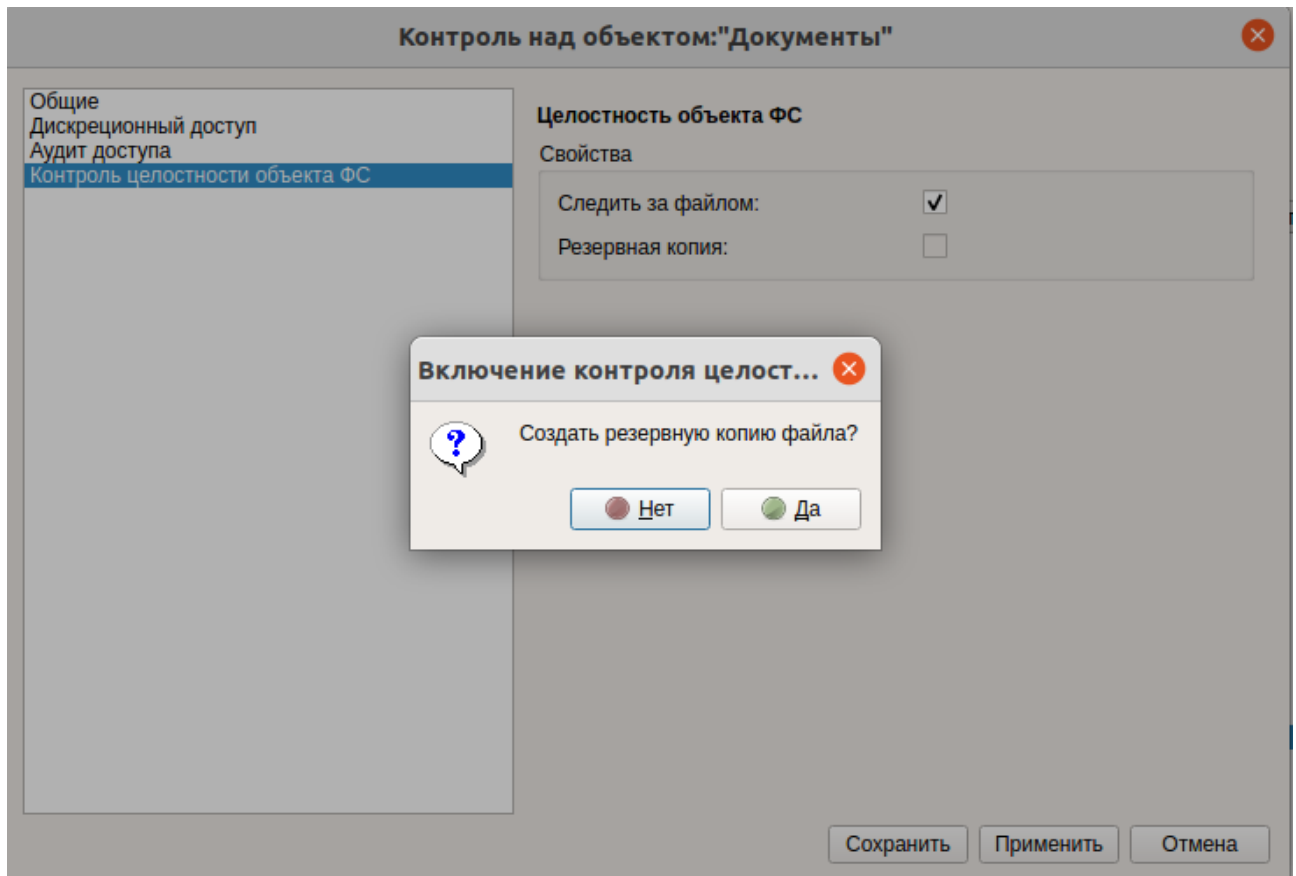 Контроль над объектом:"Документы"
Общие
Дискреционный доступ
Аудит доступа
Контроль целостности объекта ФС
Целостность объекта ФС
Свойства
Следить за файлом:
Резервная копия:
Включение контроля целост...
Создать резервную копию файла?
Нет
Да
Сохранить
Применить
Отмена